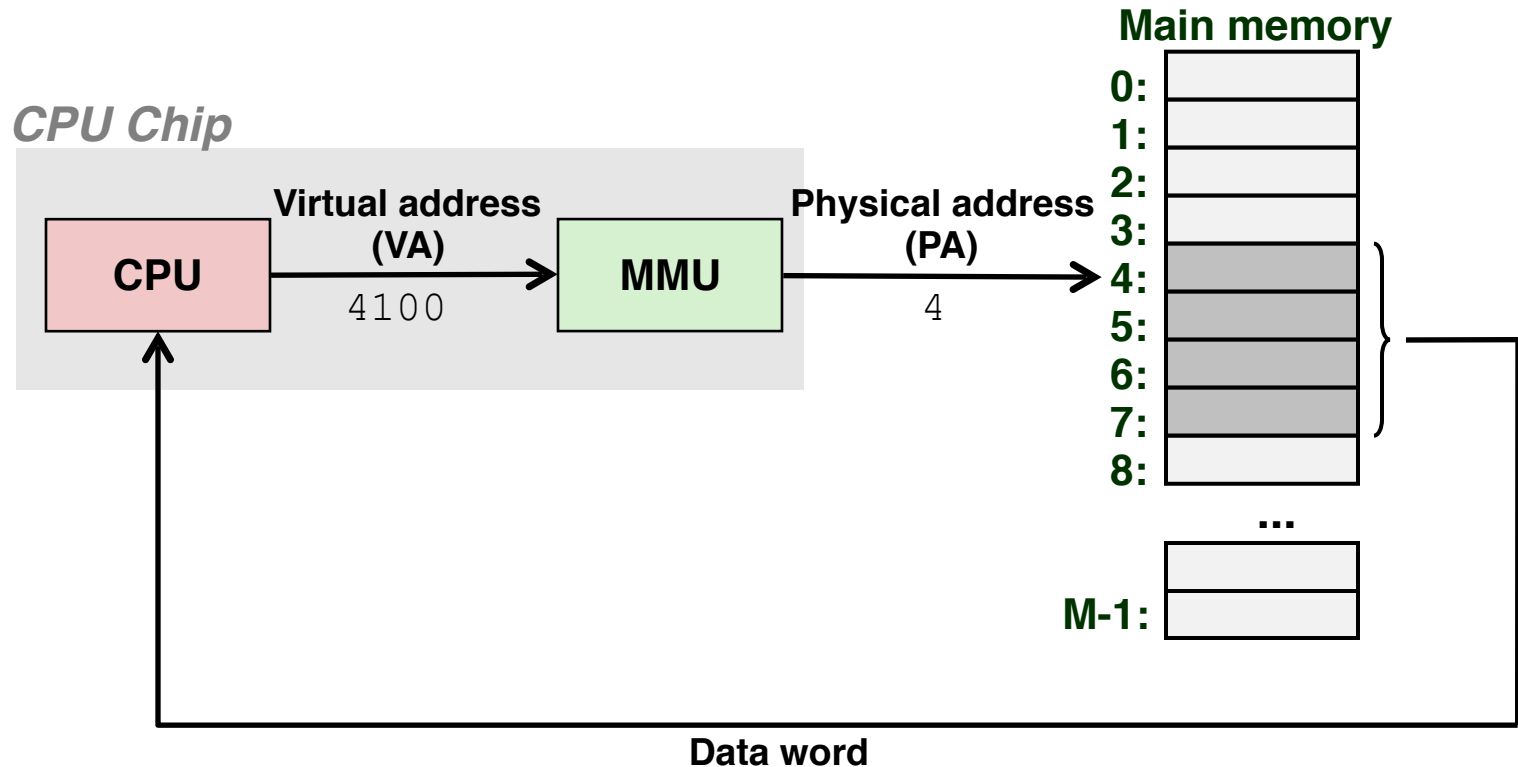 Main memory
CPU Chip
Virtual address
(VA)
Physical address
(PA)
CPU
MMU
4100
4
0:
1:
2:
3:
4:
5:
6:
7:
8:
...
M-1:
Data word